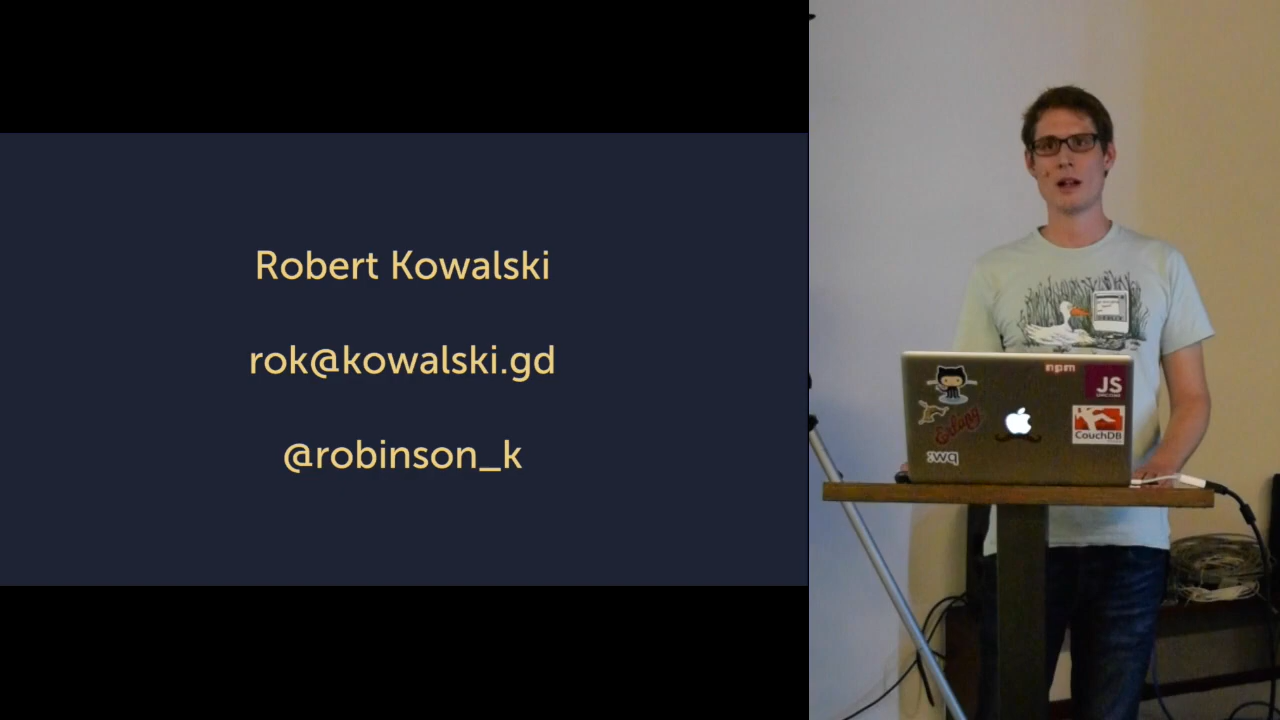 Robert Kowalski
rok@kowalski.gd
@robinson_k
npm
JS
Erlang
CouchDB
:wq